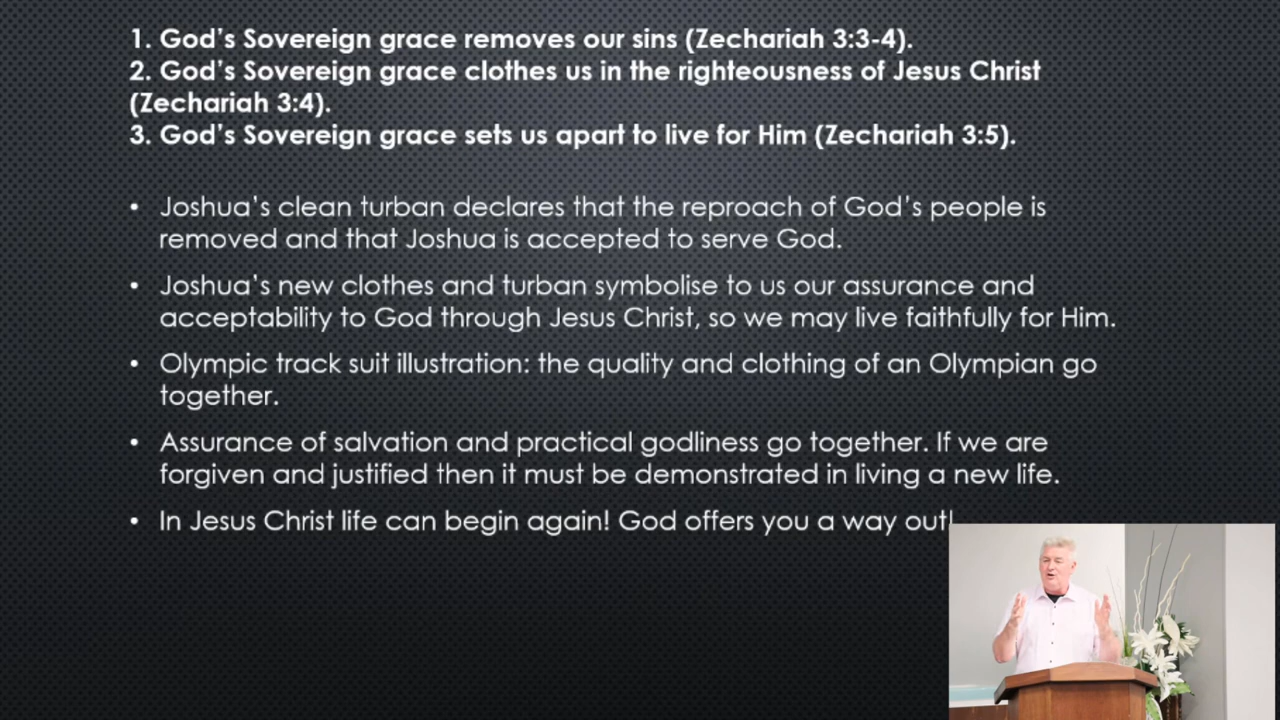 1. God’s Sovereign grace removes our sins (Zechariah 3:3-4).
2. God’s Sovereign grace clothes us in the righteousness of Jesus Christ
(Zechariah 3:4).
3. God’s Sovereign grace sets us apart to live for Him (Zechariah 3:5).
• Joshua’s clean turban declares that the reproach of God’s people is
removed and that Joshua is accepted to serve God.
• Joshua’s new clothes and turban symbolise to us our assurance and
acceptability to God through Jesus Christ, so we may live faithfully for Him.
• Olympic track suit illustration: the quality and clothing of an Olympian go
together.
• Assurance of salvation and practical godliness go together. If we are
forgiven and justified then it must be demonstrated in living a new life.
• In Jesus Christ life can begin again! God offers you a way out!